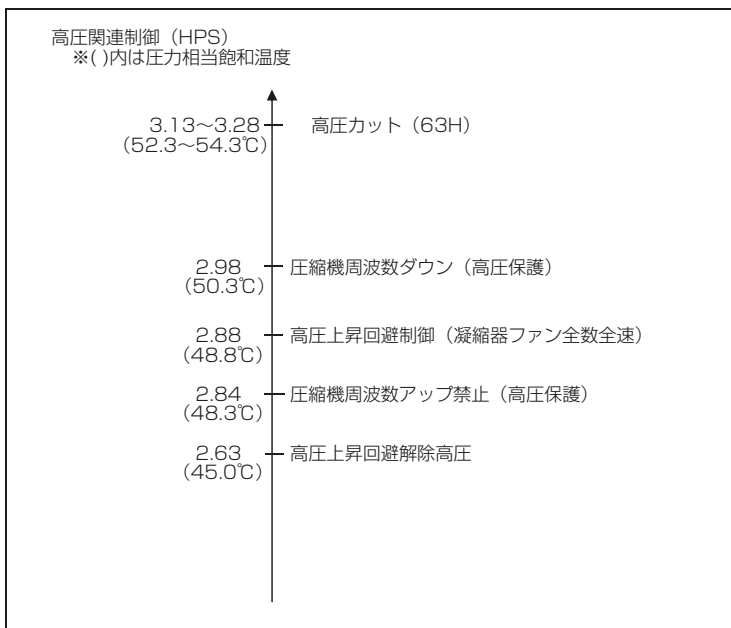 高圧関連制御（HPS）
※( )内は圧力相当飽和温度
3.13～3.28 高圧カット（63H）
（52.3～54.3℃）
2.98 圧縮機周波数ダウン（高圧保護）
（50.3℃）
2.88 高圧上昇回避制御（凝縮器ファン全数全速）
（48.8℃）
2.84 圧縮機周波数アップ禁止（高圧保護）
（48.3℃）
2.63 高圧上昇回避解除高圧
（45.0℃）